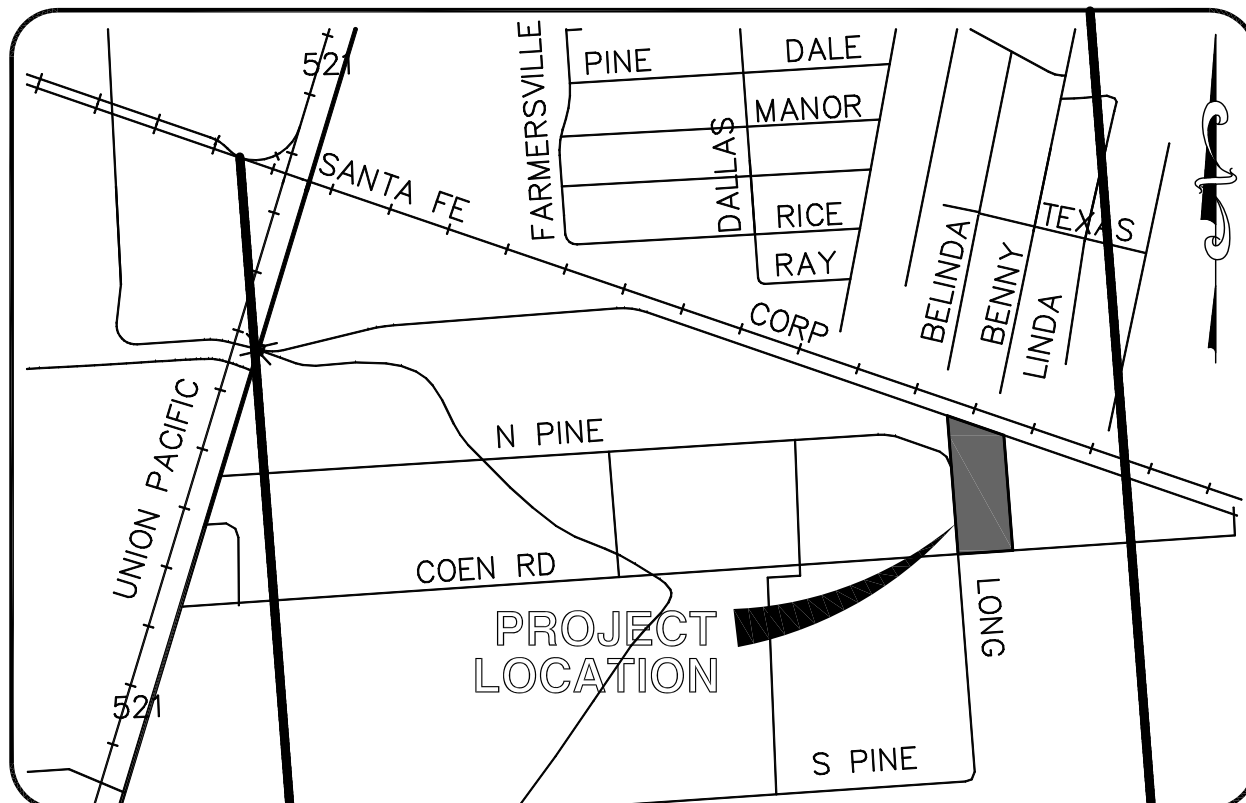 521
FARMERSVILLE
PINE
DALE
MANOR
DALLAS
RICE
RAY
SANTA FE
CORP
BELINDA
BENNY
LINDA
TEXAS
UNION PACIFIC
N PINE
COEN RD
PROJECT
LOCATION
LONG
521
S PINE